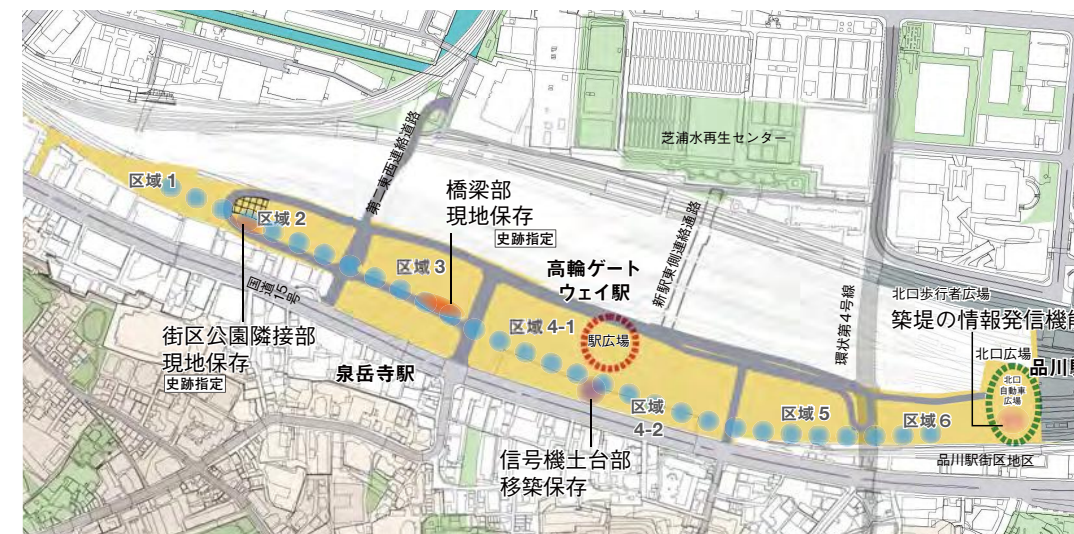 芝浦水再生センター
第二東西連絡道路
区域 1
橋梁部
現地保存
史跡指定
区域 2
新駅東側連絡通路
区域 3
高輪ゲート
ウェイ駅
国道
15号
環状第4号線
北口歩行者広場
築堤の情報発信機能
街区公園隣接部
現地保存
史跡指定
区域 4-1
駅広場
北口広場
品川駅
泉岳寺駅
北口
自動車
広場
区域
4-2
区域 5
区域 6
信号機土台部
移築保存
品川駅街区地区